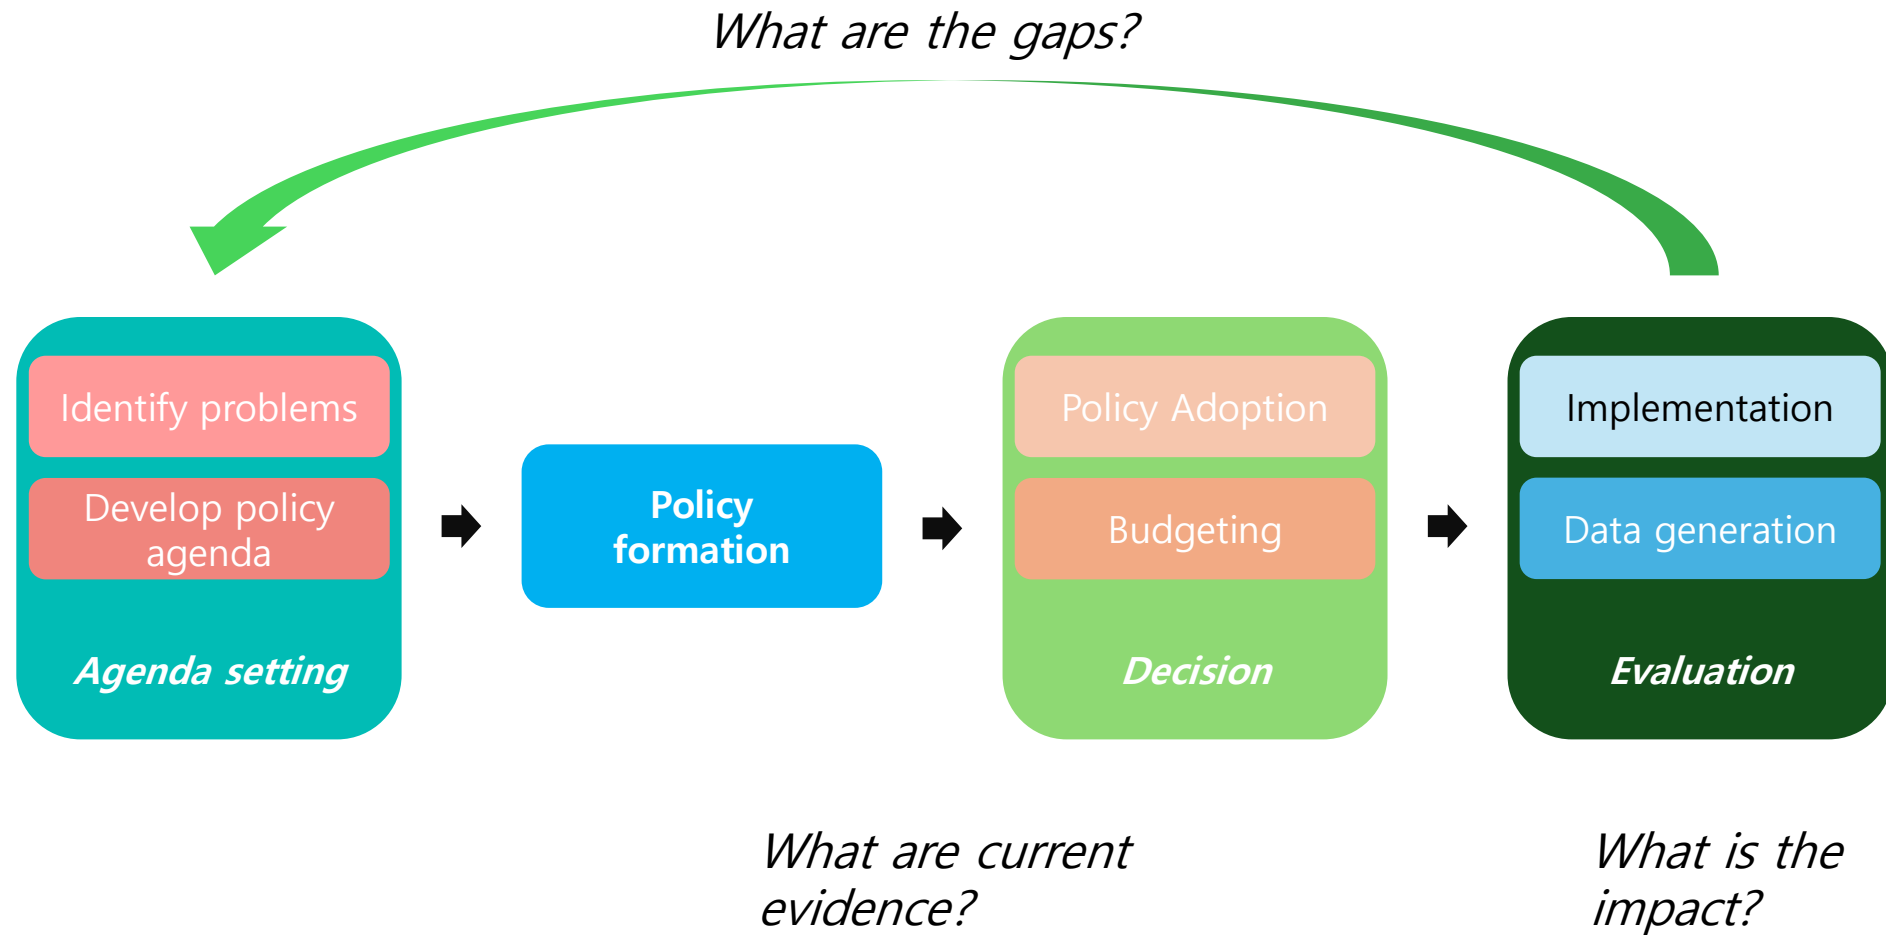 What are the gaps?
Identify problems
Develop policy
agenda
Agenda setting
Policy
formation
Policy Adoption
Budgeting
Decision
Implementation
Data generation
Evaluation
What are current
evidence?
What is the
impact?